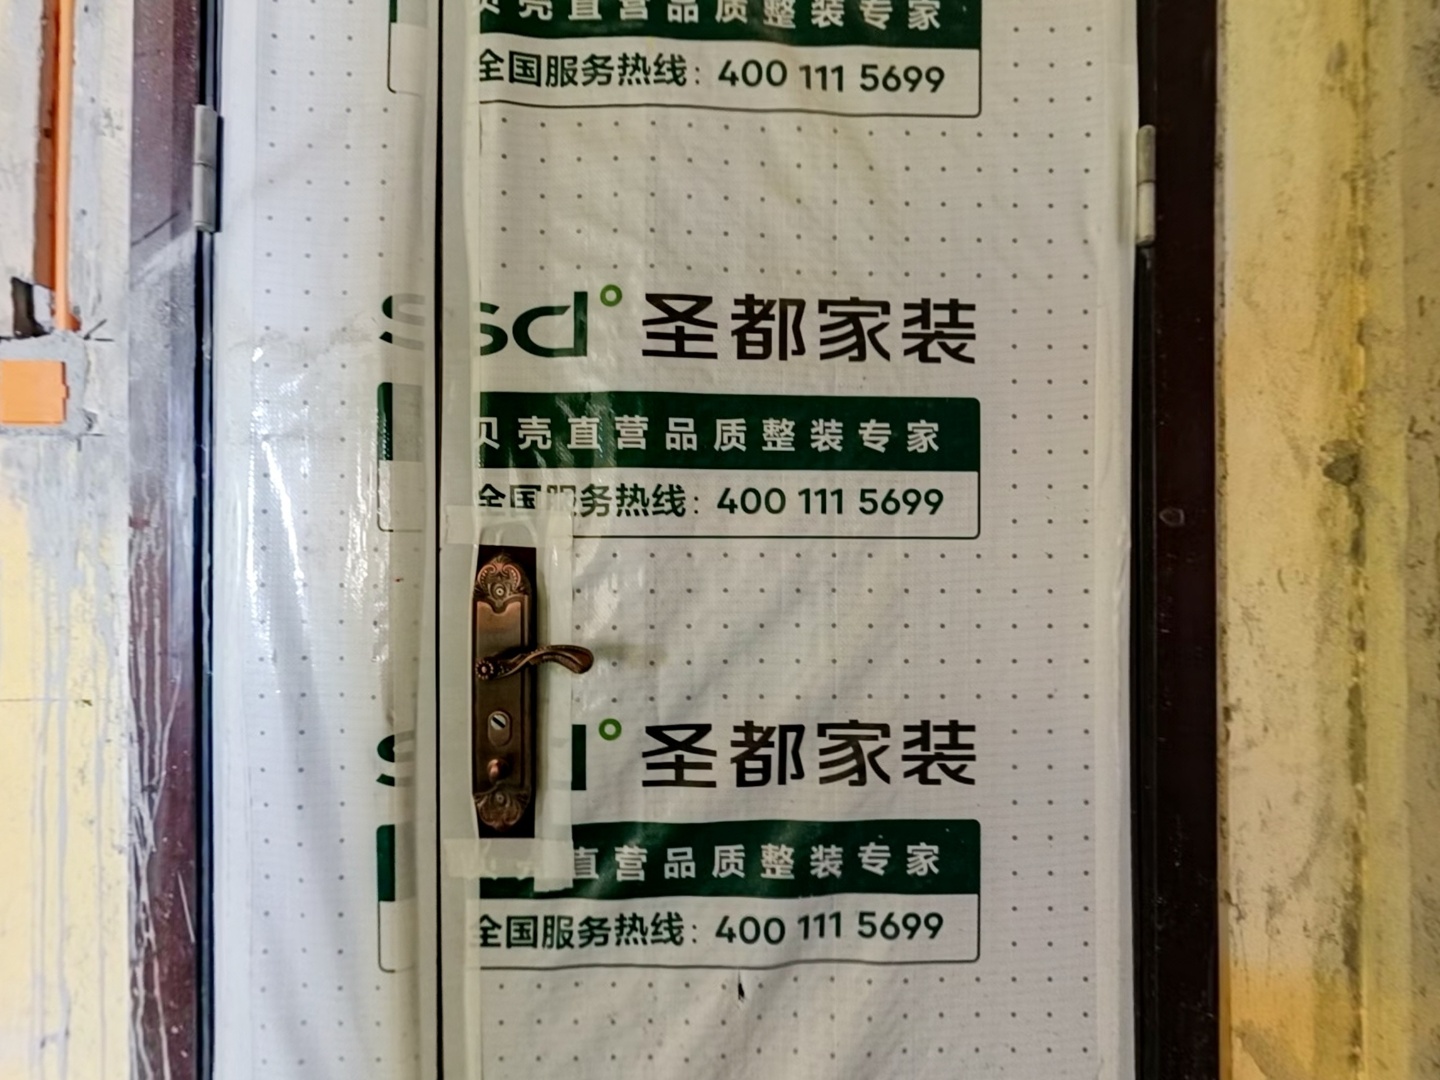 贝壳直营品质整装专家
全国服务热线：400 111 5699
ssd° 圣都家装
贝壳直营品质整装专家
全国服务热线：400 111 5699
圣都家装
直营品质整装专家
全国服务热线：400 111 5699